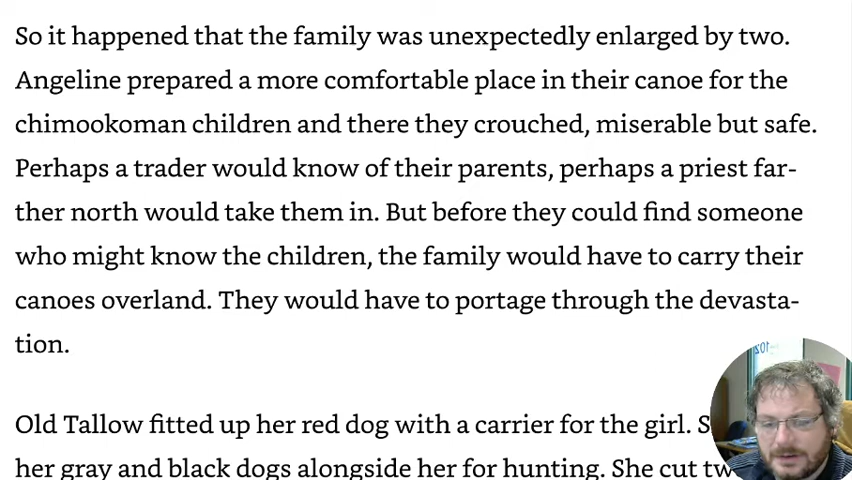 So it happened that the family was unexpectedly enlarged by two.
Angeline prepared a more comfortable place in their canoe for the
chimookoman children and there they crouched, miserable but safe.
Perhaps a trader would know of their parents, perhaps a priest far-
ther north would take them in. But before they could find someone
who might know the children, the family would have to carry their
canoes overland. They would have to portage through the devasta-
tion.
Old Tallow fitted up her red dog with a carrier for the girl.
her gray and black dogs alongside her for hunting. She cut